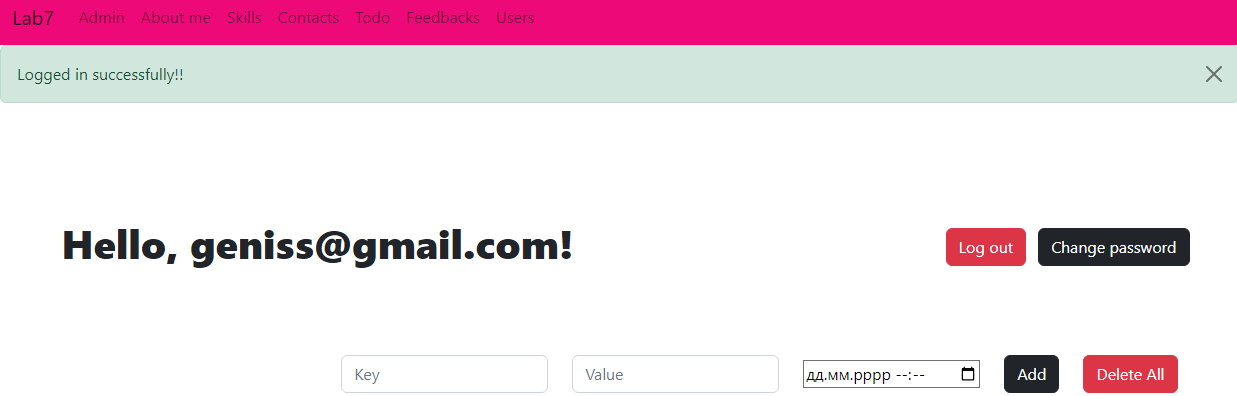 Lab7 Admin About me Skills Contacts Todo Feedbacks Users
Logged in successfully!!
Hello, geniss@gmail.com! Log out Change password
Key Value дд.мм.рррр --:-- Add Delete All